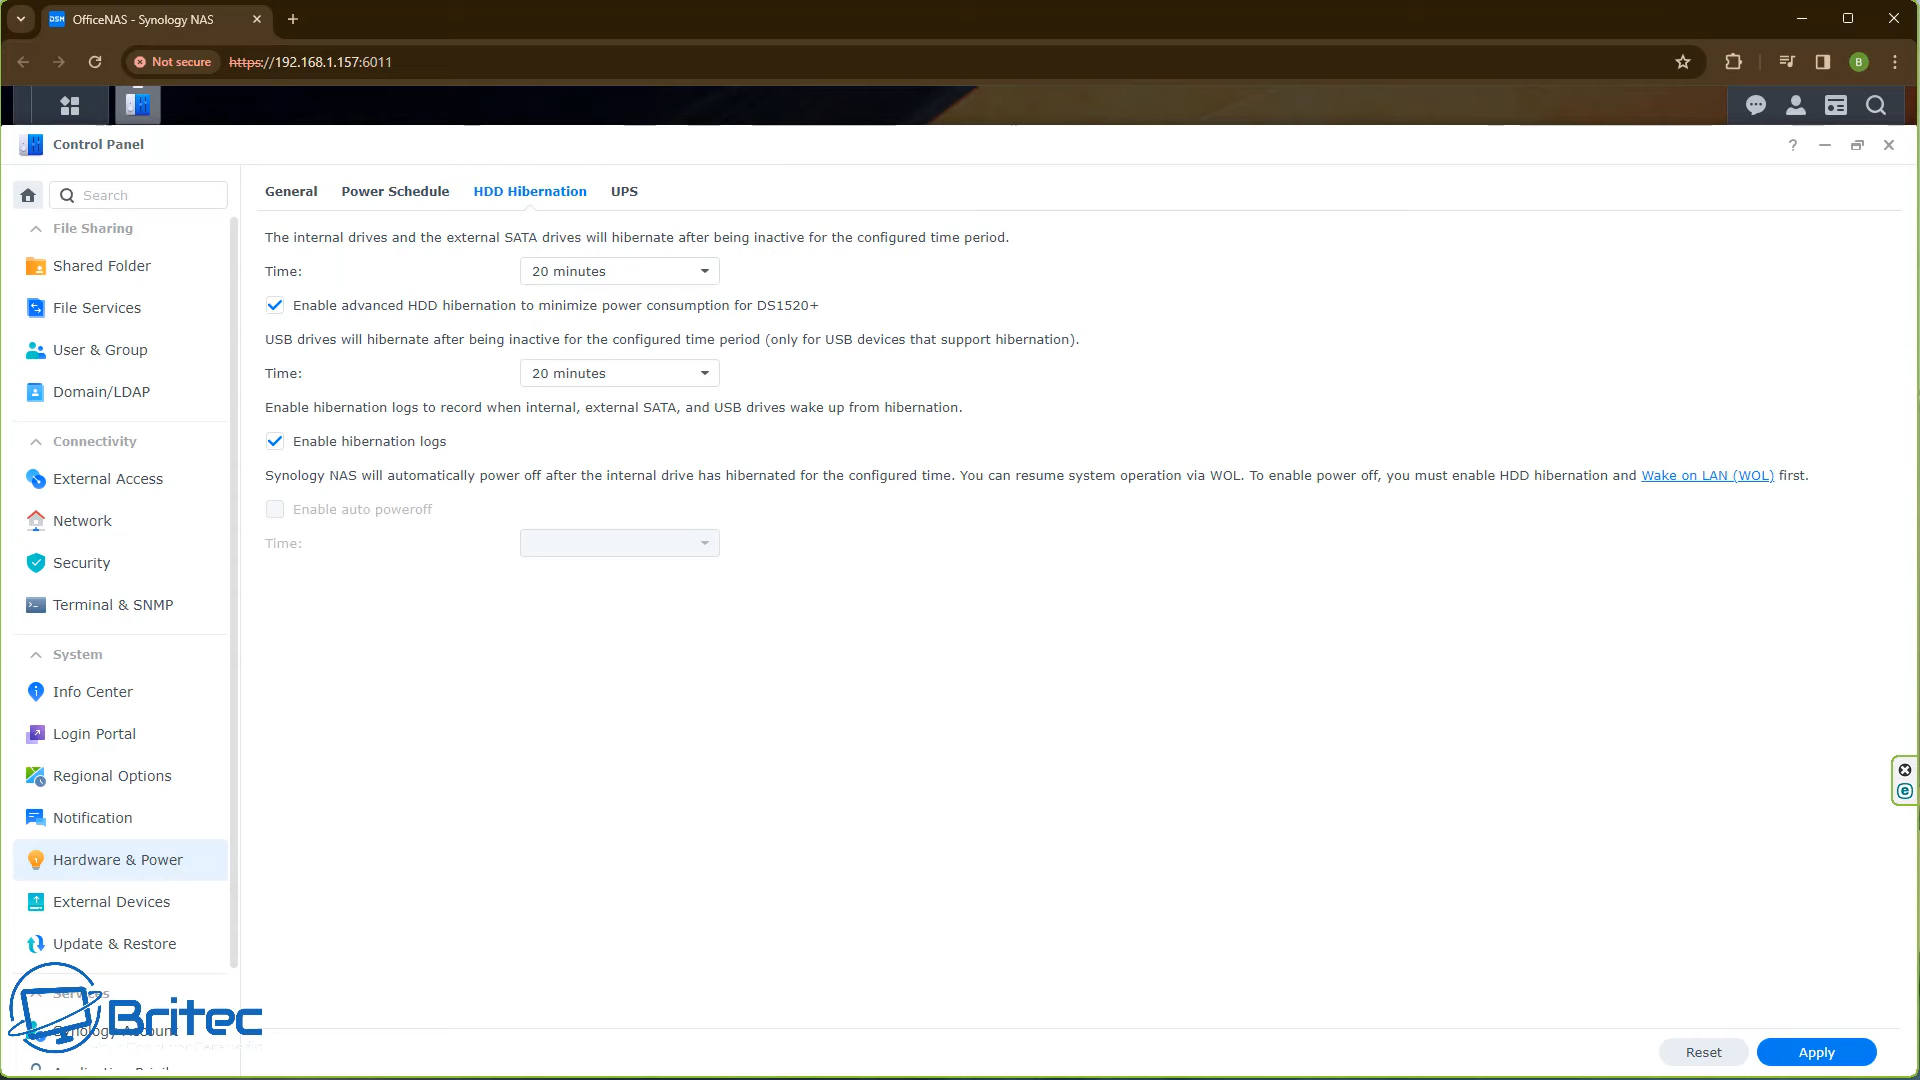 DSM OfficeNAS - Synology NAS
Not secure https://192.168.1.157:6011
B
Control Panel
Search
General Power Schedule HDD Hibernation UPS
The internal drives and the external SATA drives will hibernate after being inactive for the configured time period.
Time: 20 minutes
Enable advanced HDD hibernation to minimize power consumption for DS1520+
USB drives will hibernate after being inactive for the configured time period (only for USB devices that support hibernation).
Time: 20 minutes
Enable hibernation logs to record when internal, external SATA, and USB drives wake up from hibernation.
Enable hibernation logs
Synology NAS will automatically power off after the internal drive has hibernated for the configured time. You can resume system operation via WOL. To enable power off, you must enable HDD hibernation and Wake on LAN (WOL) first.
Enable auto poweroff
Time:
File Sharing
Shared Folder
File Services
User & Group
Domain/LDAP
Connectivity
External Access
Network
Security
Terminal & SNMP
System
Info Center
Login Portal
Regional Options
Notification
Hardware & Power
External Devices
Update & Restore
Services
Synology Account
Britec
Reset Apply